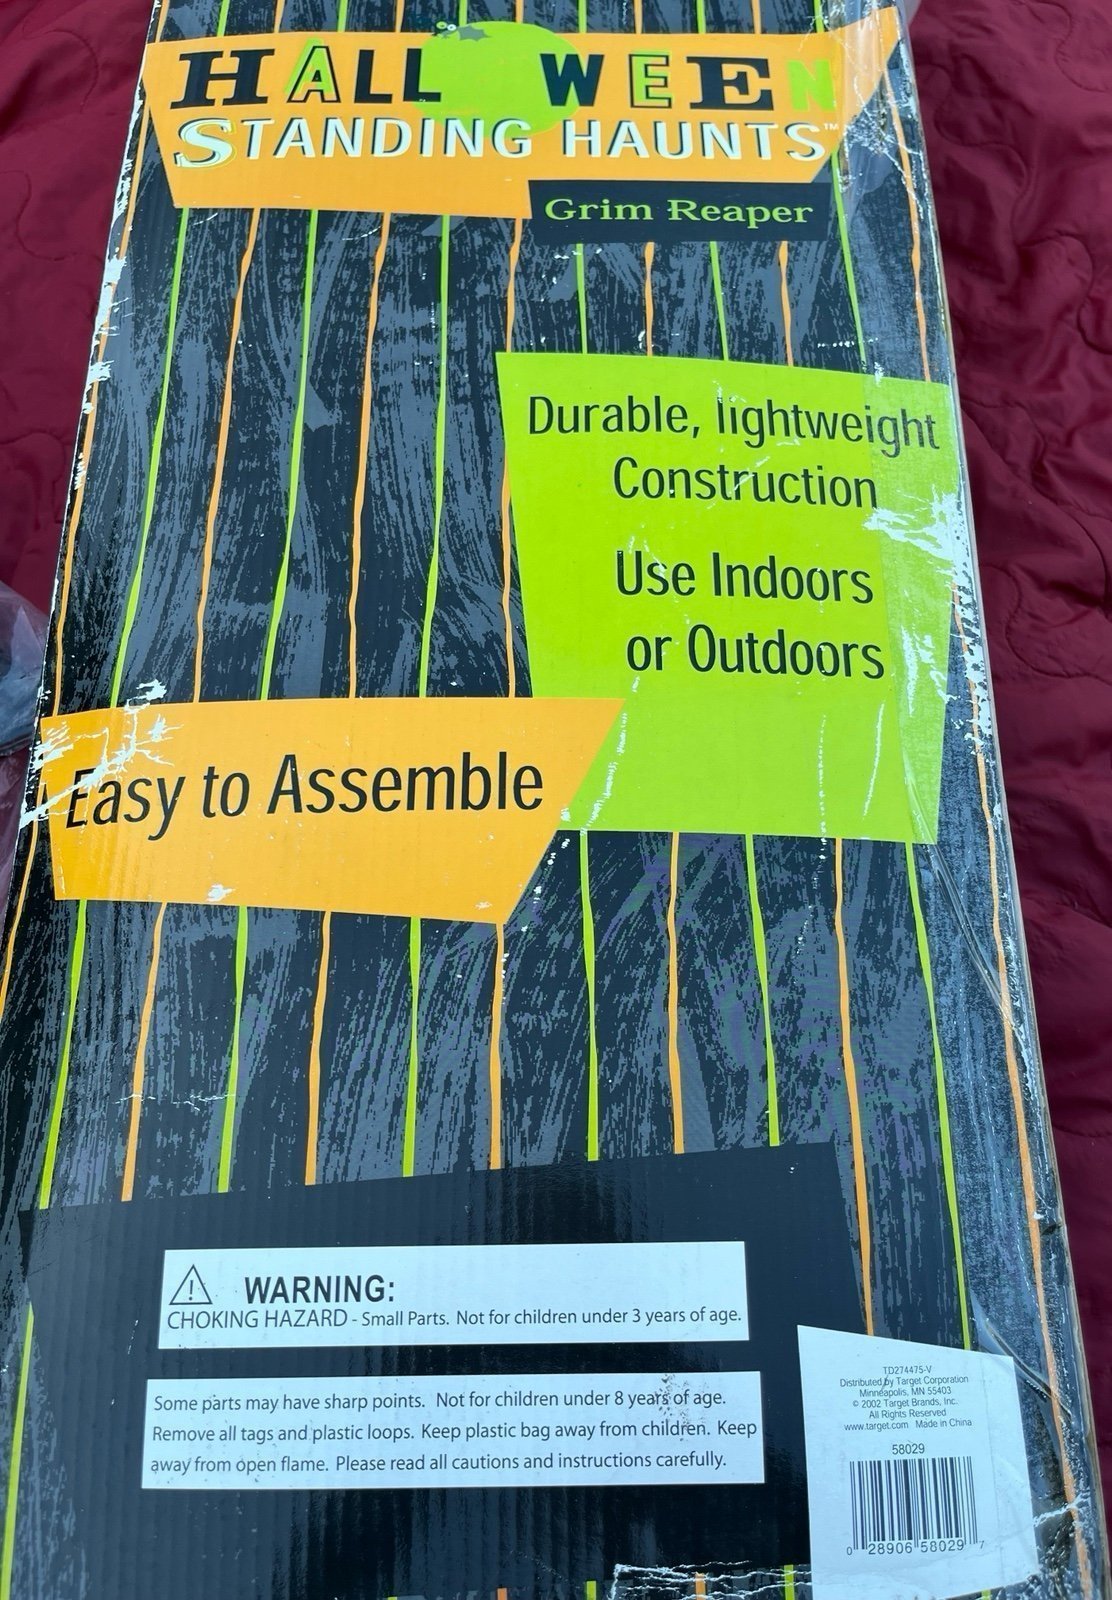 HALL WEEN
STANDING HAUNTS™
Grim Reaper
Durable, lightweight
Construction
Use Indoors
or Outdoors
Easy to Assemble
WARNING:
CHOKING HAZARD - Small Parts. Not for children under 3 years of age.
Some parts may have sharp points. Not for children under 8 years of age.
Remove all tags and plastic loops. Keep plastic bag away from children. Keep
away from open flame. Please read all cautions and instructions carefully.
TD274475-V
Distributed by Target Corporation
Minneapolis, MN 55403
© 2002 Target Brands, Inc.
All Rights Reserved
www.target.com Made in China
58029
0 28906 58029 7